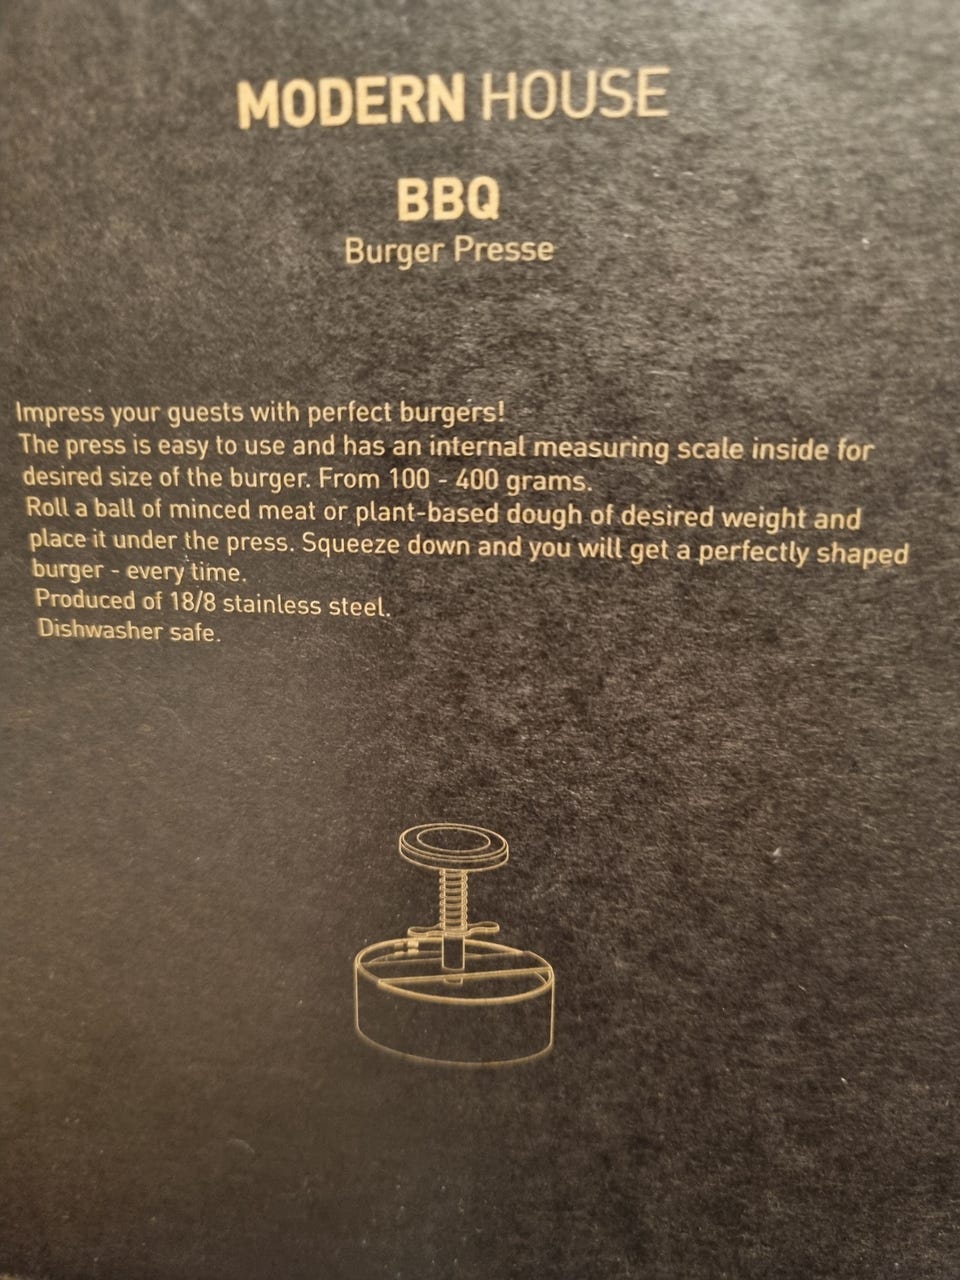 MODERN HOUSE
BBQ
Burger Presse
Impress your guests with perfect burgers!
The press is easy to use and has an internal measuring scale inside for
desired size of the burger. From 100 - 400 grams.
Roll a ball of minced meat or plant-based dough of desired weight and
place it under the press. Squeeze down and you will get a perfectly shaped
burger - every time.
Produced of 18/8 stainless steel.
Dishwasher safe.